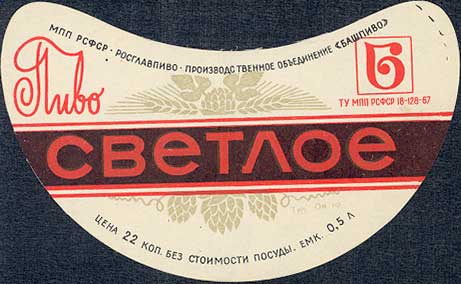 МПП РСФСР · РОСГЛАВПИВО · ПРОИЗВОДСТВЕННОЕ ОБЪЕДИНЕНИЕ «БАШПИВО»
Пиво
Б
ТУ МПП РСФСР 18-128-67
СВЕТЛОЕ
ЦЕНА 22 КОП. БЕЗ СТОИМОСТИ ПОСУДЫ. ЕМК. 0,5 Л